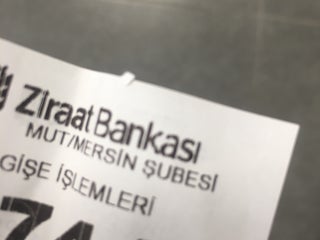 Ziraat Bankası
MUT/MERSİN ŞUBESİ
GİŞE İŞLEMLERİ